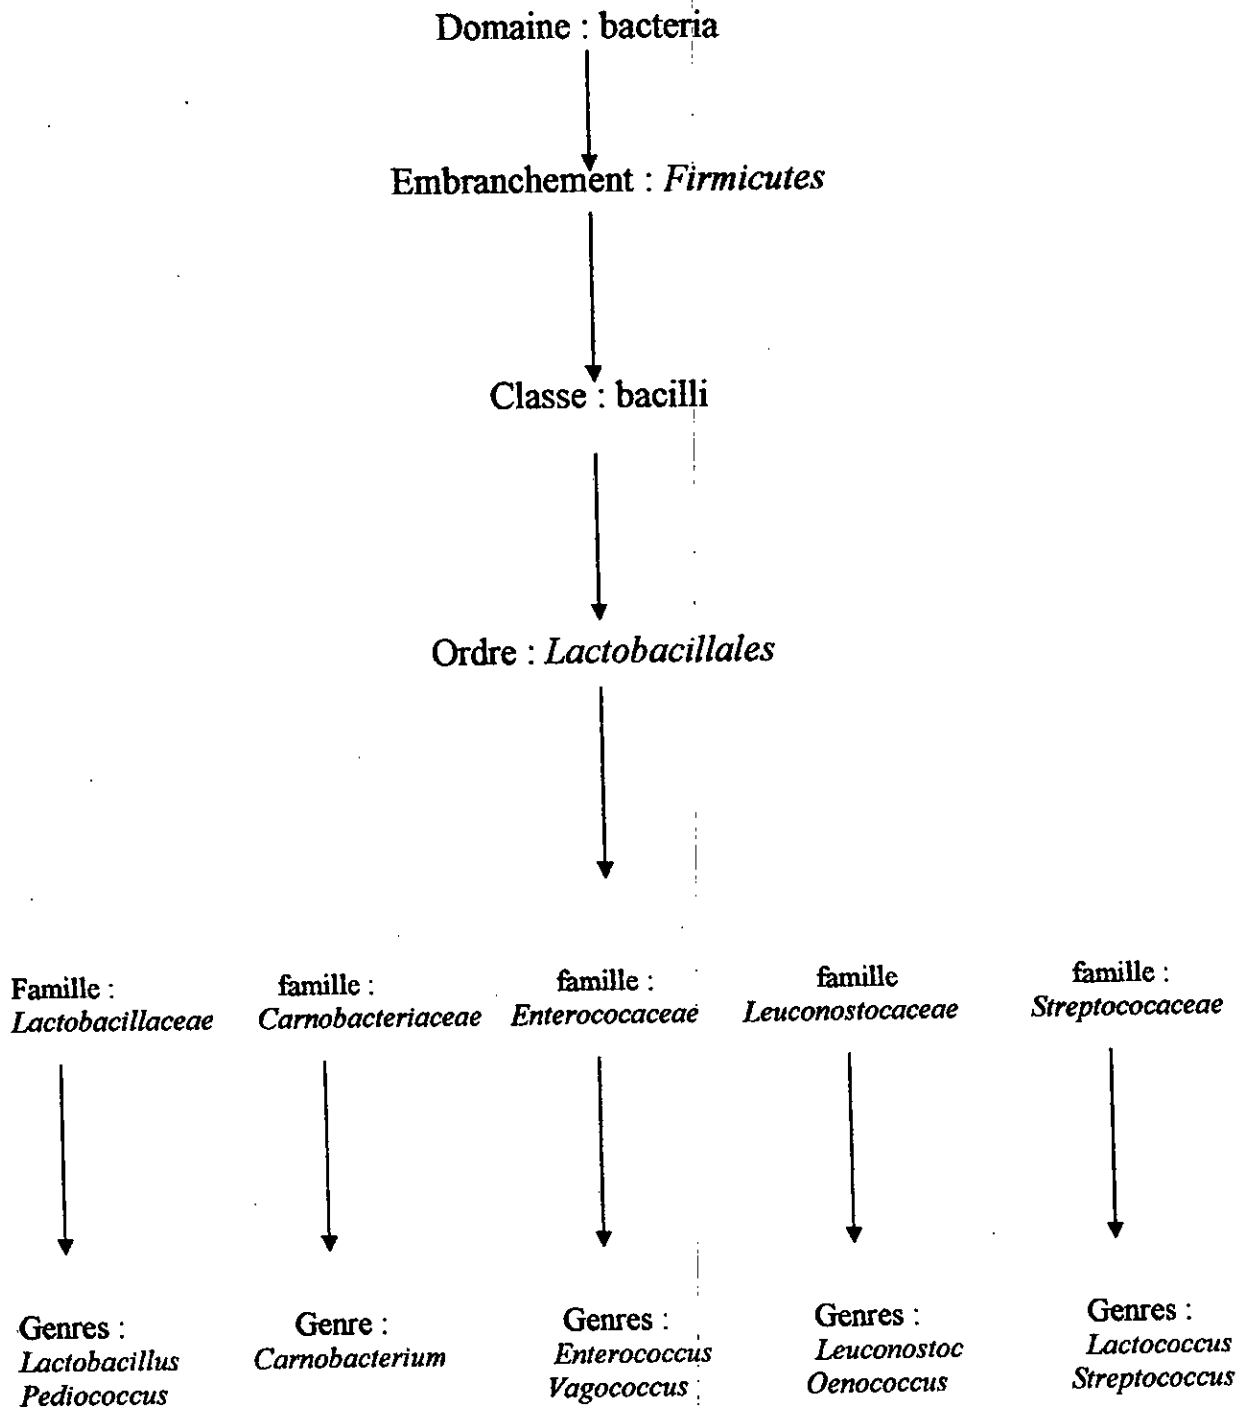 Domaine : bacteria
Embranchement : Firmicutes
Classe : bacilli
Ordre : Lactobacillales
Famille :
Lactobacillaceae
famille :
Carnobacteriaceae
famille :
Enterococaceae
famille
Leuconostocaceae
famille :
Streptococaceae
Genres :
Lactobacillus
Pediococcus
Genre :
Carnobacterium
Genres :
Enterococcus
Vagococcus
Genres :
Leuconostoc
Oenococcus
Genres :
Lactococcus
Streptococcus